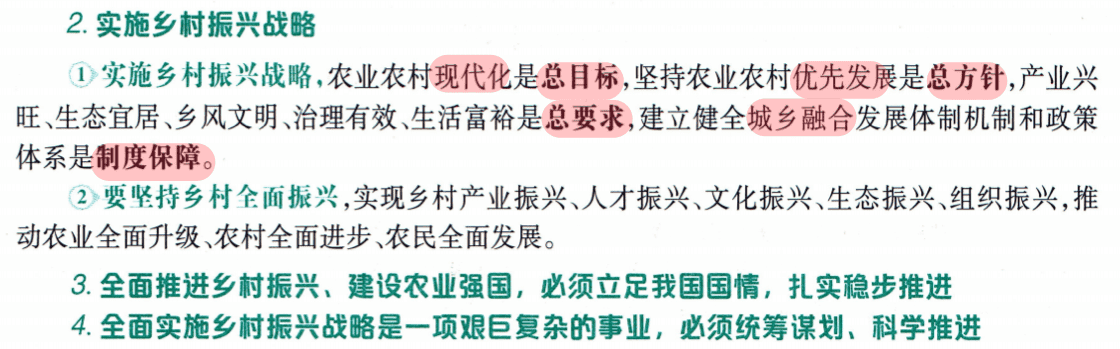 2. 实施乡村振兴战略
①实施乡村振兴战略,农业农村现代化是总目标,坚持农业农村优先发展是总方针,产业兴
旺、生态宜居、乡风文明、治理有效、生活富裕是总要求,建立健全城乡融合发展体制机制和政策
体系是制度保障。
②要坚持乡村全面振兴,实现乡村产业振兴、人才振兴、文化振兴、生态振兴、组织振兴,推
动农业全面升级、农村全面进步、农民全面发展。
3. 全面推进乡村振兴、建设农业强国，必须立足我国国情，扎实稳步推进
4. 全面实施乡村振兴战略是一项艰巨复杂的事业，必须统筹谋划、科学推进